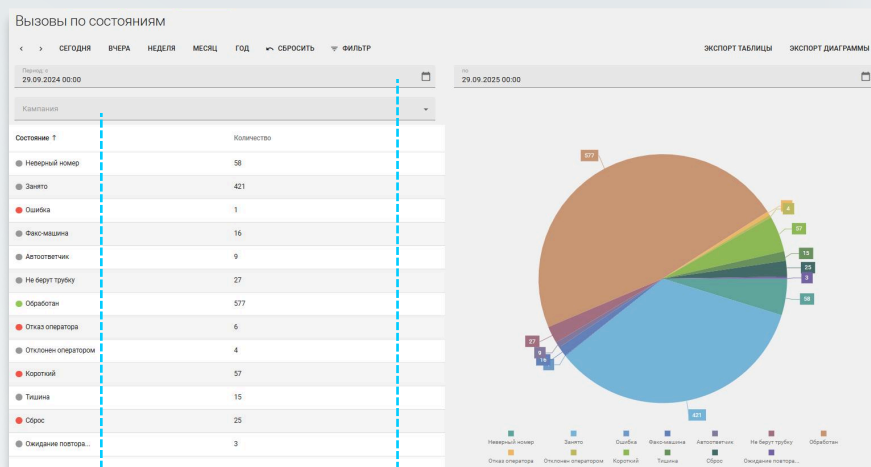 Вызовы по состояниям
‹ › СЕГОДНЯ ВЧЕРА НЕДЕЛЯ МЕСЯЦ ГОД СБРОСИТЬ ФИЛЬТР ЭКСПОРТ ТАБЛИЦЫ ЭКСПОРТ ДИАГРАММЫ
Период: с
29.09.2024 00:00
по
29.09.2025 00:00
Кампания
Состояние ↑ Количество
Неверный номер 58
Занято 421
Ошибка 1
Факс-машина 16
Автоответчик 9
Не берут трубку 27
Обработан 577
Отказ оператора 6
Отклонен оператором 4
Короткий 57
Тишина 15
Сброс 25
Ожидание повтора... 3
577
4
57
15
25
3
58
27
9
16
421
Неверный номер Занято Ошибка Факс-машина Автоответчик Не берут трубку Обработан
Отказ оператора Отклонен оператором Короткий Тишина Сброс Ожидание повтора...